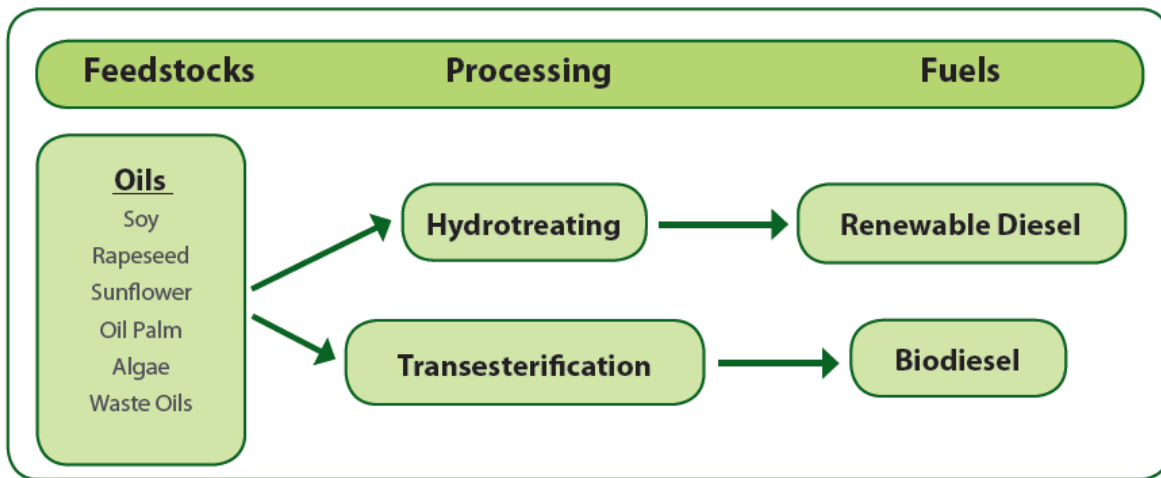 Feedstocks Processing Fuels
Oils
Soy
Rapeseed
Sunflower
Oil Palm
Algae
Waste Oils
Hydrotreating
Renewable Diesel
Transesterification
Biodiesel